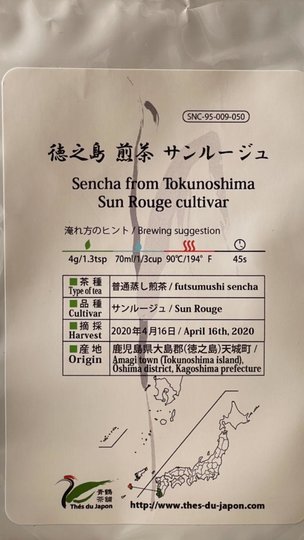 SNC-95-009-050
徳之島 煎茶 サンルージュ
Sencha from Tokunoshima
Sun Rouge cultivar
淹れ方のヒント / Brewing suggestion
4g/1.3tsp 70ml/1/3cup 90℃/194° F 45s
■茶 種 普通蒸し煎茶 / futsumushi sencha
Type of tea
■品 種 サンルージュ / Sun Rouge
Cultivar
■摘 採 2020年4月16日 / April 16th, 2020
Harvest
■産 地 鹿児島県大島郡(徳之島)天城町 /
Origin Amagi town (Tokunoshima island),
Oshima district, Kagoshima prefecture
青鶴
茶舗
Thés du Japon
http://www.thes-du-japon.com/